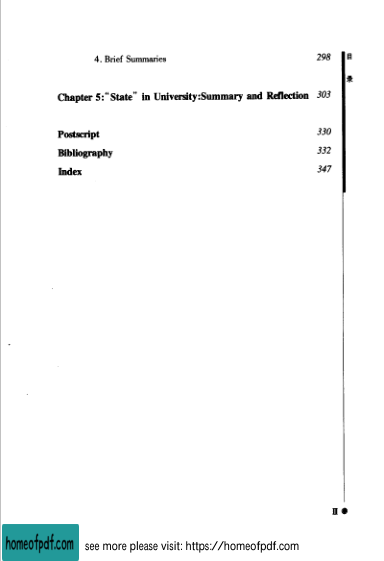 4. Brief Summaries 298
目
录
Chapter 5:"State" in University:Summary and Reflection 303
Postscript 330
Bibliography 332
Index 347
II ●
homeofpdf.com
see more please visit: https://homeofpdf.com